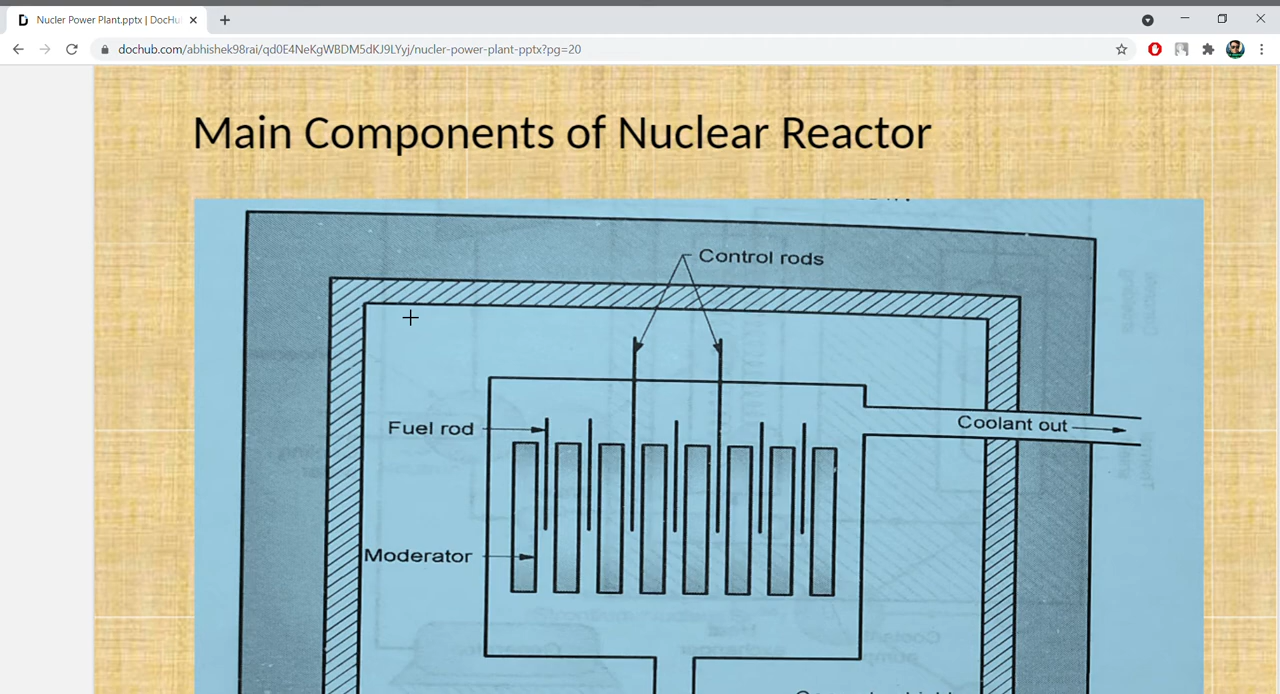 Nucler Power Plant.pptx | DocHu
dochub.com/abhishek98rai/qd0E4NeKgWBDM5dKJ9LYyj/nucler-power-plant-pptx?pg=20
Main Components of Nuclear Reactor
Control rods
Fuel rod
Coolant out
Moderator